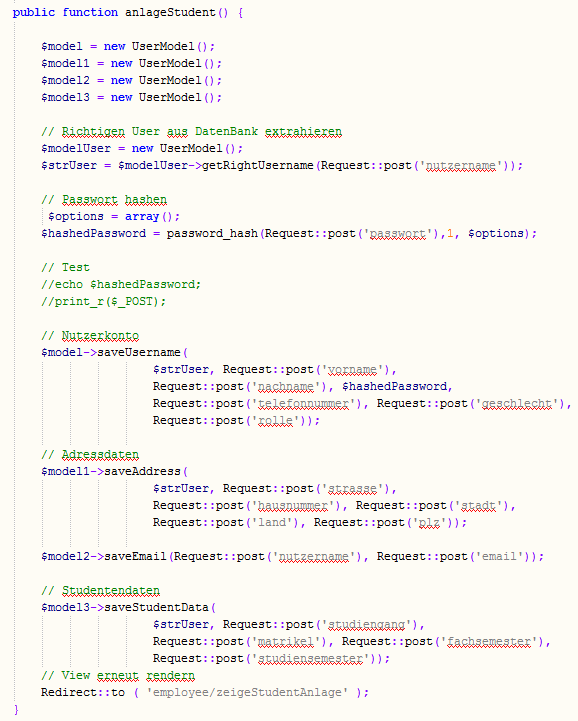 public function anlageStudent() {
$model = new UserModel();
$model1 = new UserModel();
$model2 = new UserModel();
$model3 = new UserModel();
// Richtigen User aus DatenBank extrahieren
$modelUser = new UserModel();
$strUser = $modelUser->getRightUsername(Request::post('nutzername'));
// Passwort hashen
$options = array();
$hashedPassword = password_hash(Request::post('passwort'),1, $options);
// Test
//echo $hashedPassword;
//print_r($_POST);
// Nutzerkonto
$model->saveUsername(
$strUser, Request::post('vorname'),
Request::post('nachname'), $hashedPassword,
Request::post('telefonnummer'), Request::post('geschlecht'),
Request::post('rolle'));
// Adressdaten
$model1->saveAddress(
$strUser, Request::post('strasse'),
Request::post('hausnummer'), Request::post('stadt'),
Request::post('land'), Request::post('plz'));
$model2->saveEmail(Request::post('nutzername'), Request::post('email'));
// Studentendaten
$model3->saveStudentData(
$strUser, Request::post('studiengang'),
Request::post('matrikel'), Request::post('fachsemester'),
Request::post('studiensemester'));
// View erneut rendern
Redirect::to ( 'employee/zeigeStudentAnlage' );
}